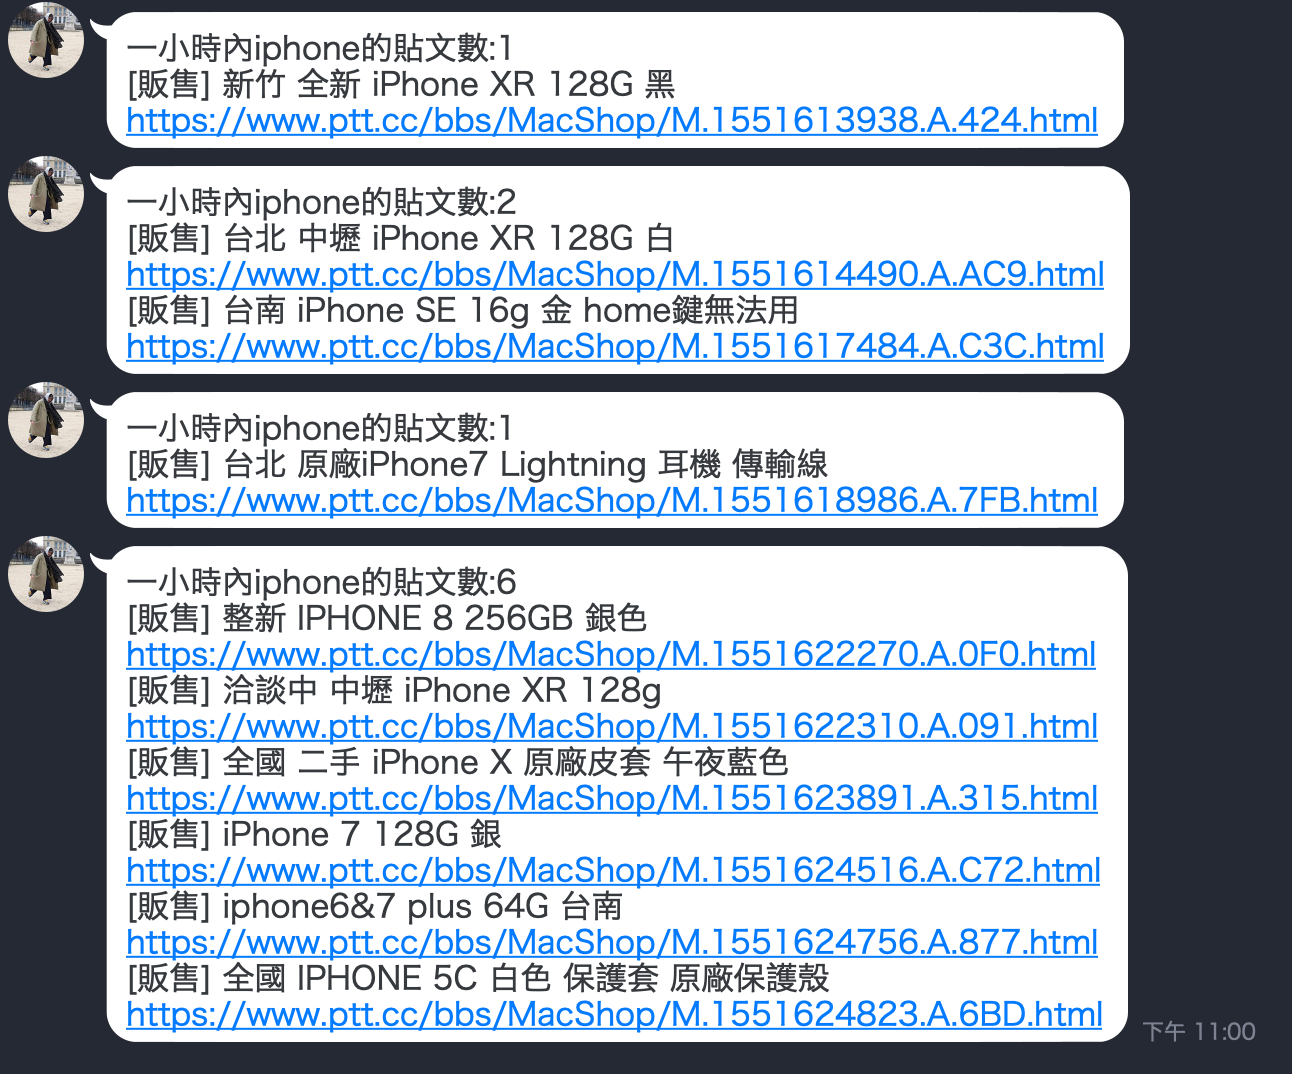 一小時內iphone的貼文數:1
[販售] 新竹 全新 iPhone XR 128G 黑
https://www.ptt.cc/bbs/MacShop/M.1551613938.A.424.html
一小時內iphone的貼文數:2
[販售] 台北 中壢 iPhone XR 128G 白
https://www.ptt.cc/bbs/MacShop/M.1551614490.A.AC9.html
[販售] 台南 iPhone SE 16g 金 home鍵無法用
https://www.ptt.cc/bbs/MacShop/M.1551617484.A.C3C.html
一小時內iphone的貼文數:1
[販售] 台北 原廠iPhone7 Lightning 耳機 傳輸線
https://www.ptt.cc/bbs/MacShop/M.1551618986.A.7FB.html
一小時內iphone的貼文數:6
[販售] 整新 IPHONE 8 256GB 銀色
https://www.ptt.cc/bbs/MacShop/M.1551622270.A.0F0.html
[販售] 洽談中 中壢 iPhone XR 128g
https://www.ptt.cc/bbs/MacShop/M.1551622310.A.091.html
[販售] 全國 二手 iPhone X 原廠皮套 午夜藍色
https://www.ptt.cc/bbs/MacShop/M.1551623891.A.315.html
[販售] iPhone 7 128G 銀
https://www.ptt.cc/bbs/MacShop/M.1551624516.A.C72.html
[販售] iphone6&7 plus 64G 台南
https://www.ptt.cc/bbs/MacShop/M.1551624756.A.877.html
[販售] 全國 IPHONE 5C 白色 保護套 原廠保護殼
https://www.ptt.cc/bbs/MacShop/M.1551624823.A.6BD.html
下午 11:00